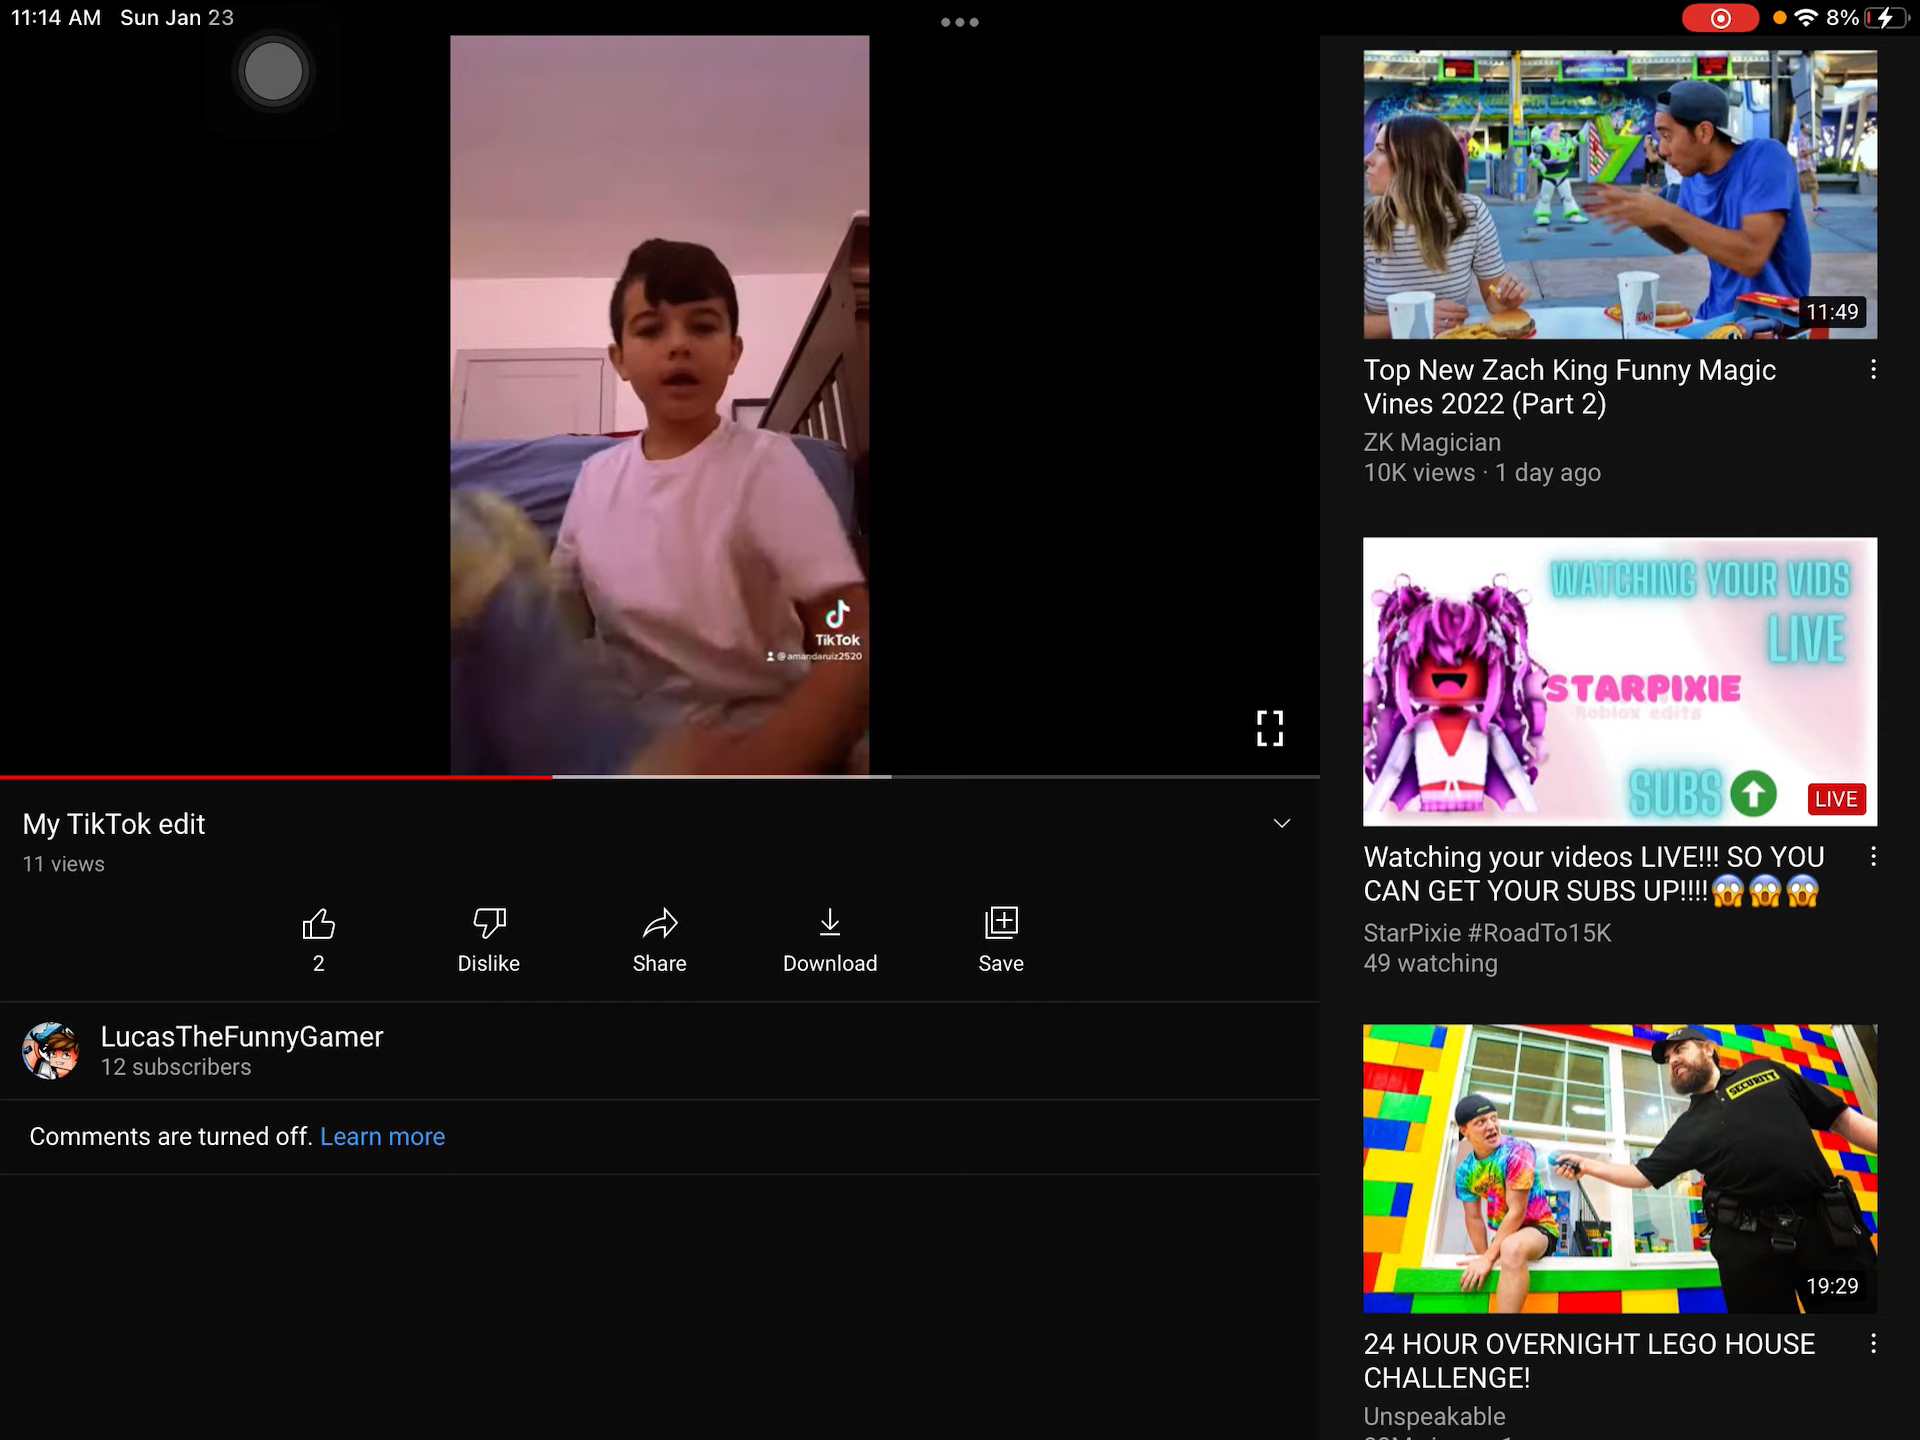 11:14 AM Sun Jan 23
8%
TikTok
@amandaruiz2520
My TikTok edit
11 views
2
Dislike
Share
Download
Save
LucasTheFunnyGamer
12 subscribers
Comments are turned off. Learn more
11:49
Top New Zach King Funny Magic
Vines 2022 (Part 2)
ZK Magician
10K views · 1 day ago
WATCHING YOUR VIDS
LIVE
STARPIXIE
Roblox edits
SUBS
LIVE
Watching your videos LIVE!!! SO YOU
CAN GET YOUR SUBS UP!!!!😱😱😱
StarPixie #RoadTo15K
49 watching
SECURITY
19:29
24 HOUR OVERNIGHT LEGO HOUSE
CHALLENGE!
Unspeakable